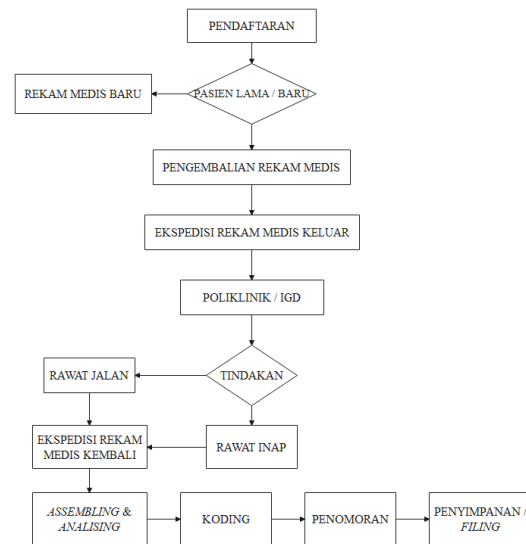 PENDAFTARAN
REKAM MEDIS BARU
PASIEN LAMA / BARU
PENGEMBALIAN REKAM MEDIS
EKSPEDISI REKAM MEDIS KELUAR
POLIKLINIK / IGD
RAWAT JALAN
TINDAKAN
EKSPEDISI REKAM
MEDIS KEMBALI
RAWAT INAP
ASSEMBLING &
ANALISING
KODING
PENOMORAN
PENYIMPANAN /
FILING